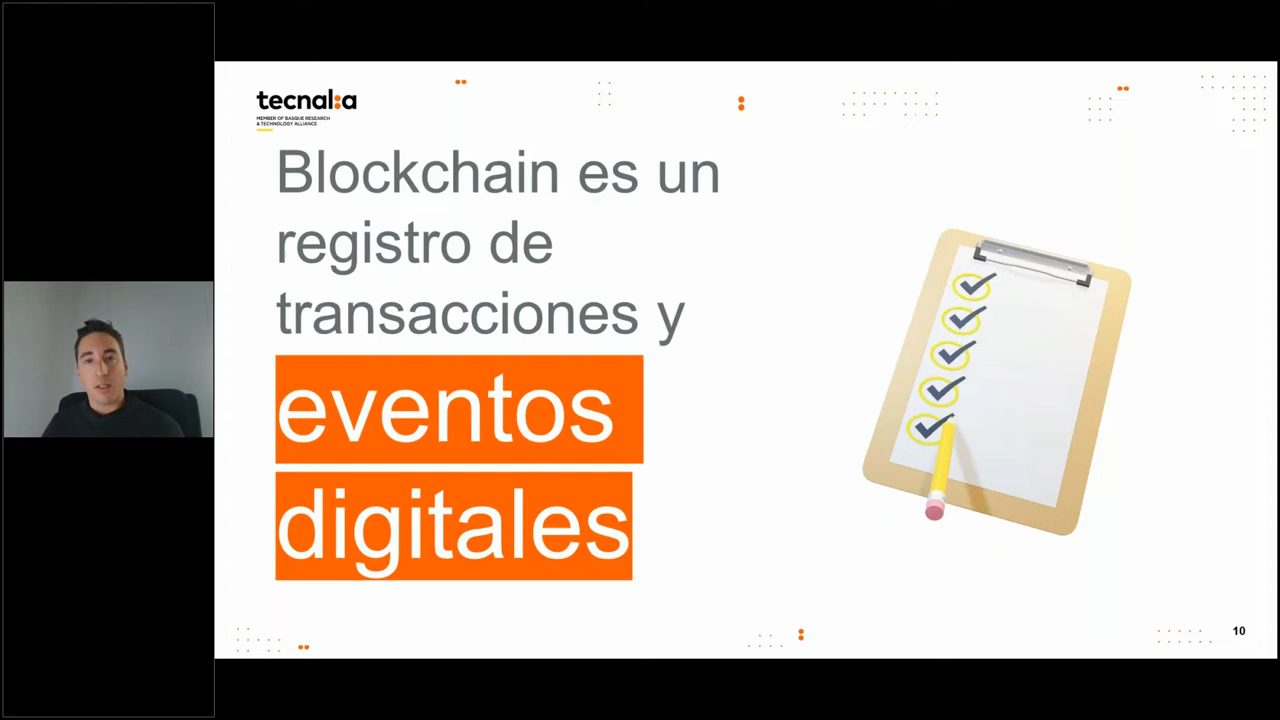 tecnal:a
MEMBER OF BASQUE RESEARCH
& TECHNOLOGY ALLIANCE
Blockchain es un
registro de
transacciones y
eventos
digitales
10